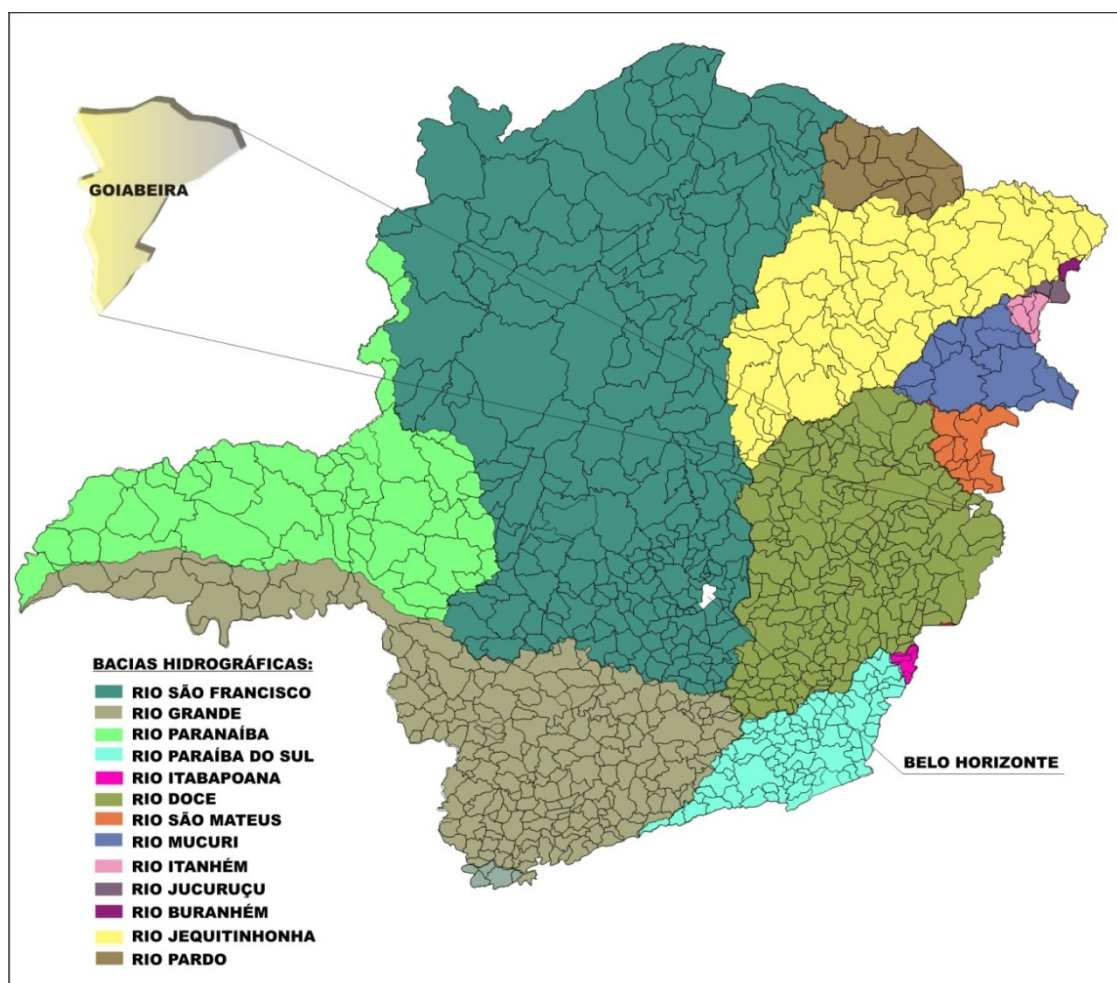 GOIABEIRA
BACIAS HIDROGRÁFICAS:
RIO SÃO FRANCISCO
RIO GRANDE
RIO PARANAÍBA
RIO PARAÍBA DO SUL
RIO ITABAPOANA
RIO DOCE
RIO SÃO MATEUS
RIO MUCURI
RIO ITANHÉM
RIO JUCURUÇU
RIO BURANHÉM
RIO JEQUITINHONHA
RIO PARDO
BELO HORIZONTE